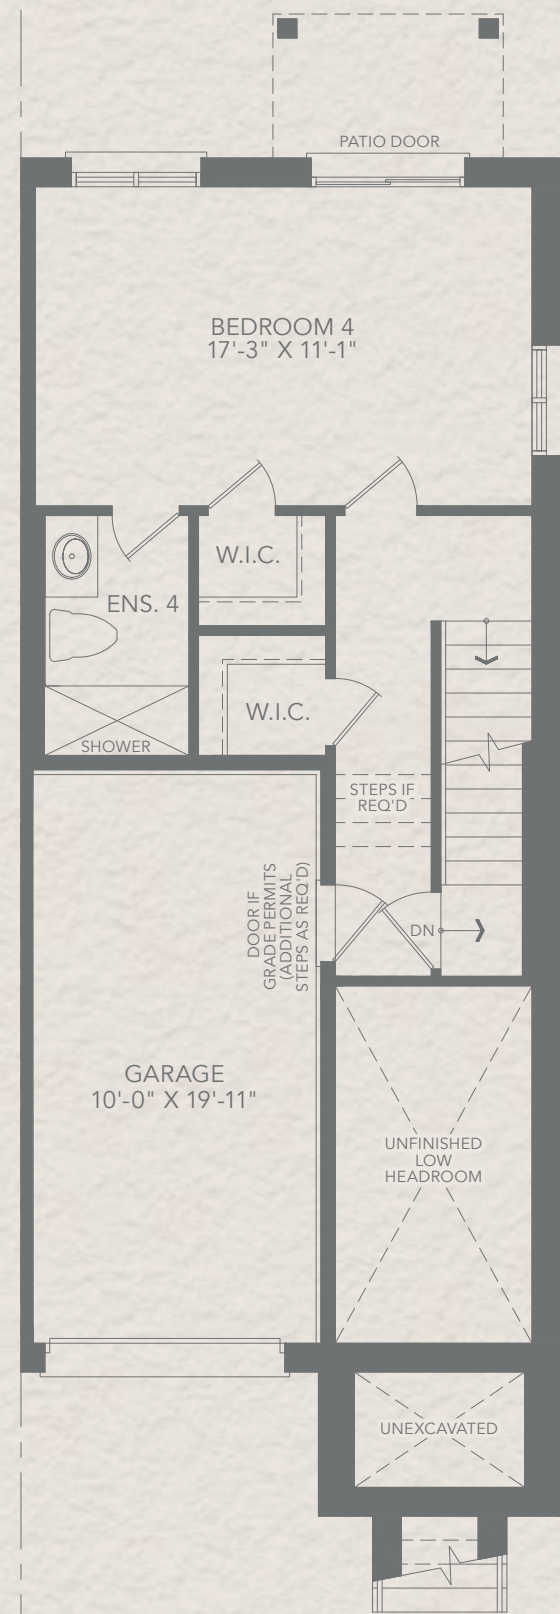 PATIO DOOR
BEDROOM 4
17'-3" X 11'-1"
W.I.C.
ENS. 4
W.I.C.
SHOWER
STEPS IF
REQ'D
DOOR IF
GRADE PERMITS
(ADDITIONAL
STEPS AS REQ'D)
DN
GARAGE
10'-0" X 19'-11"
UNFINISHED
LOW
HEADROOM
UNEXCAVATED